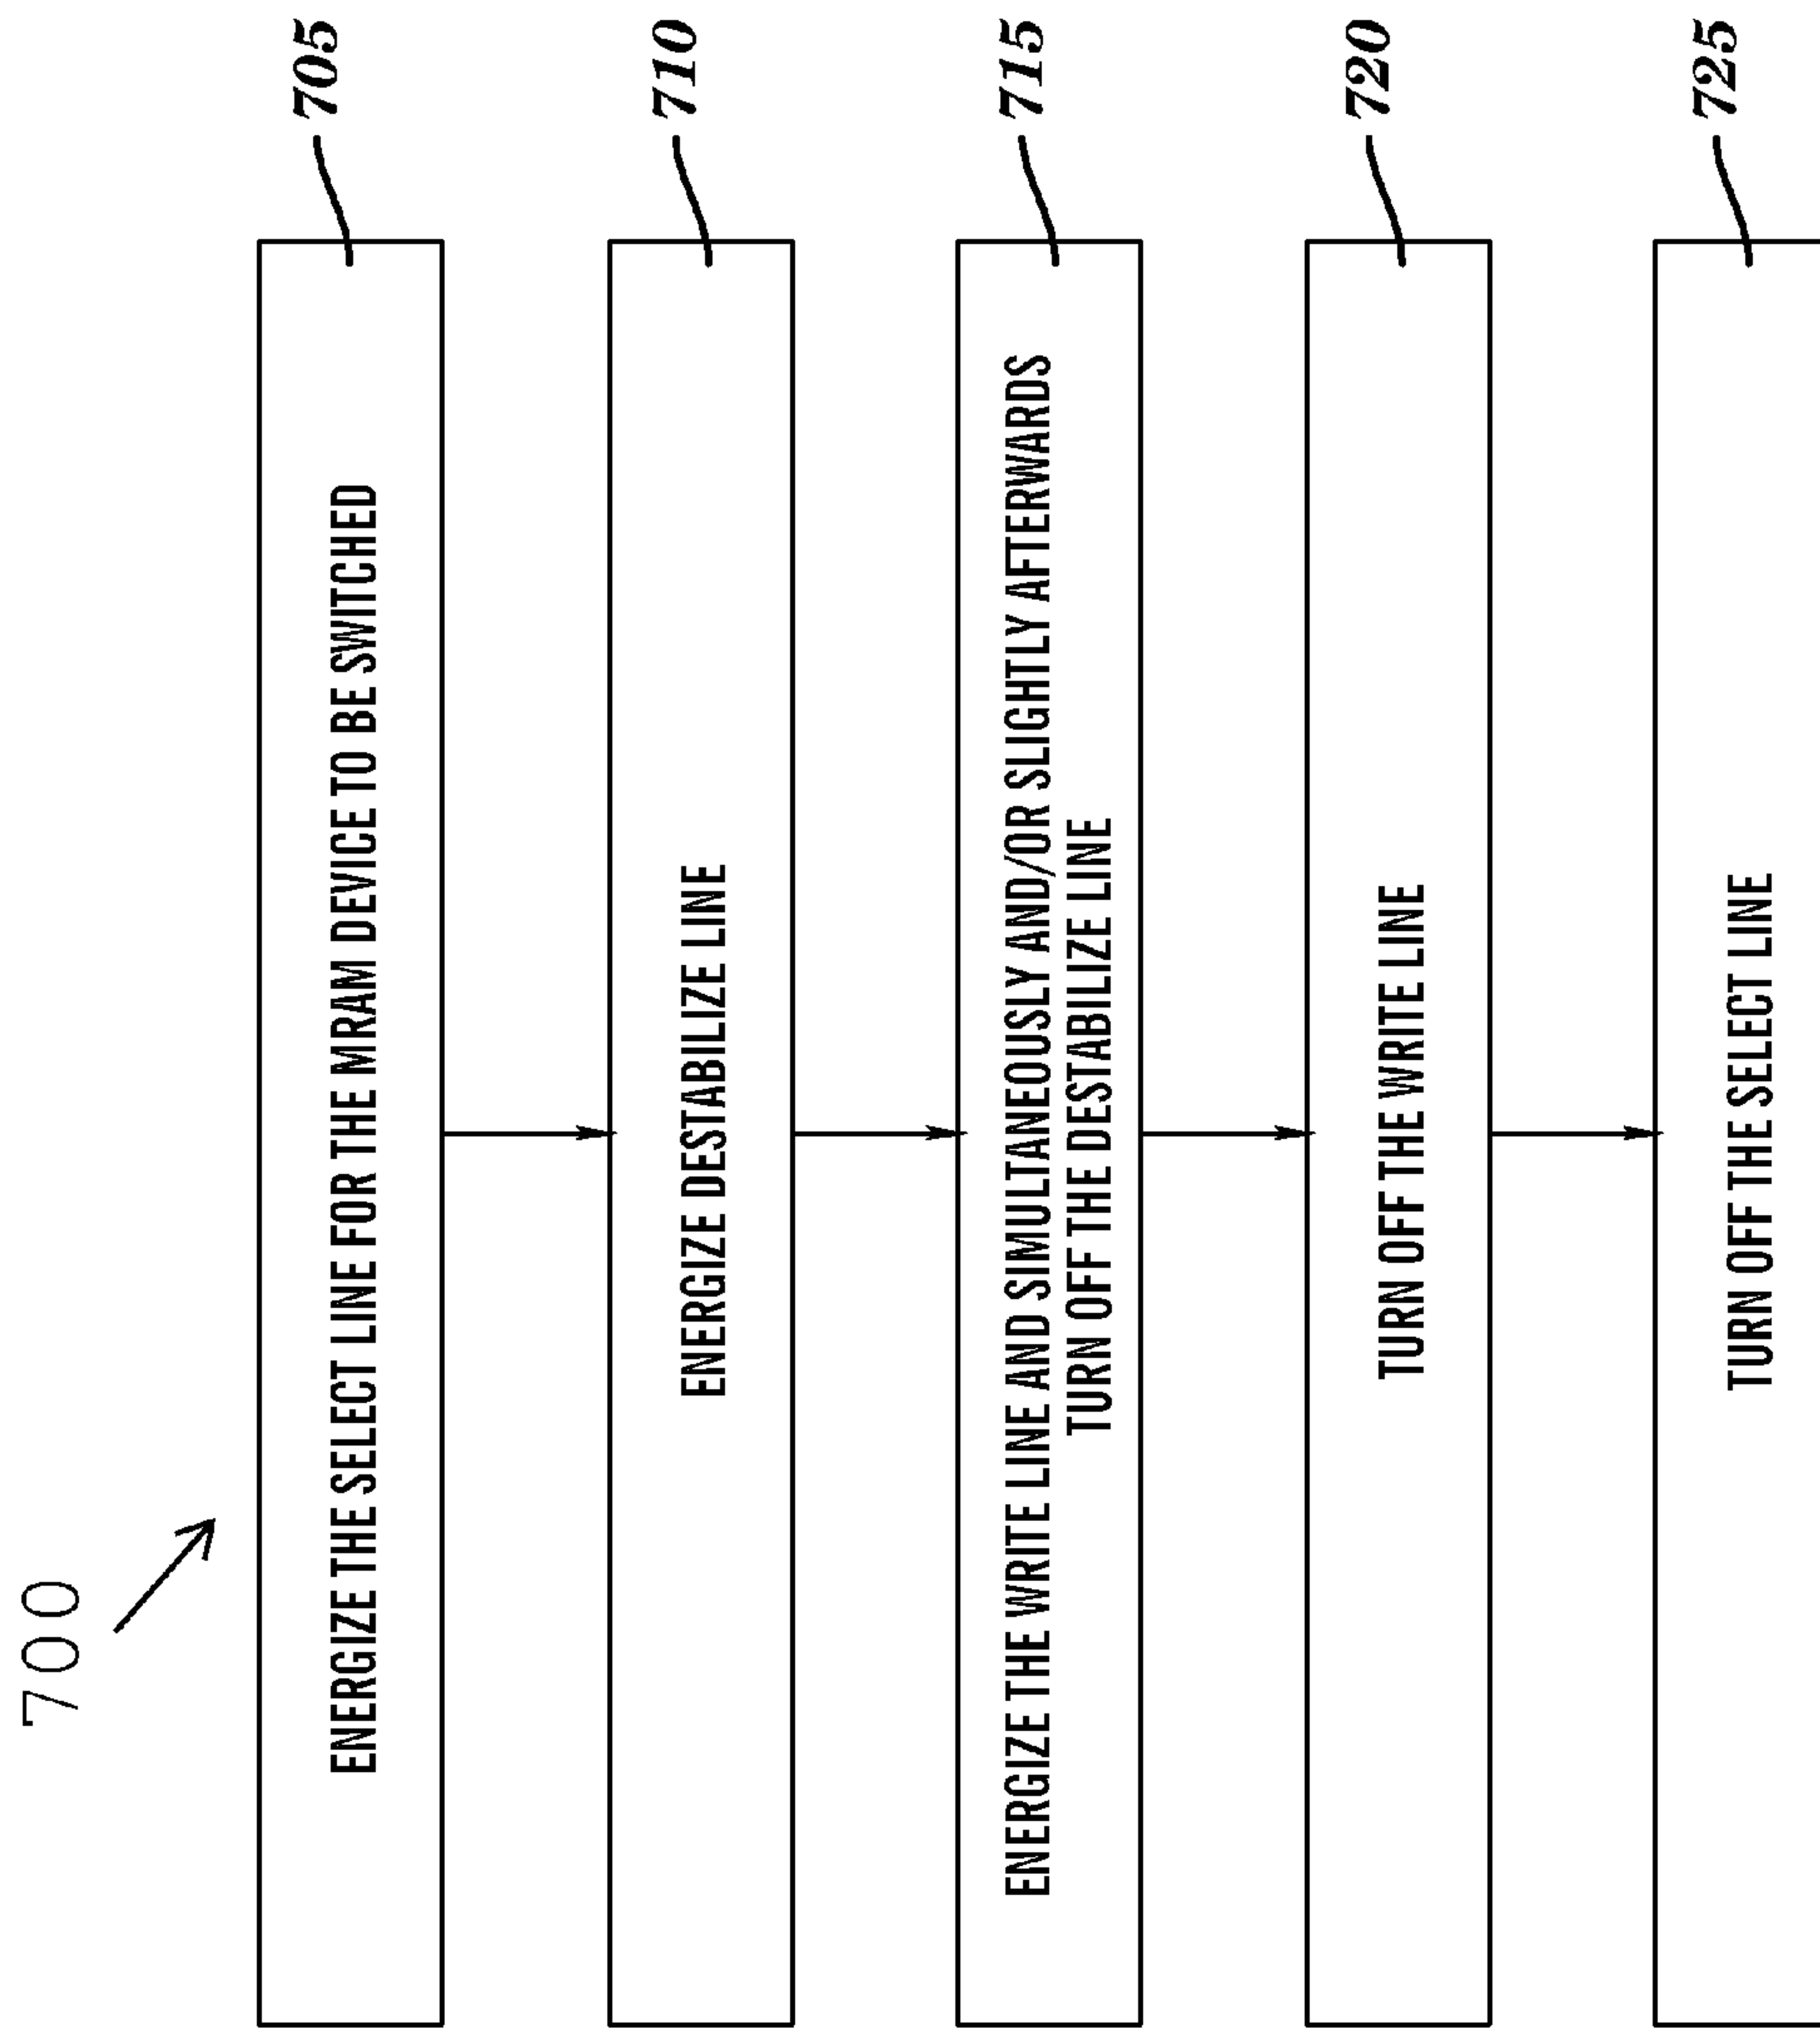 700
ENERGIZE THE SELECT LINE FOR THE MRAM DEVICE TO BE SWITCHED
705
ENERGIZE DESTABILIZE LINE
710
ENERGIZE THE WRITE LINE AND SIMULTANEOUSLY AND/OR SLIGHTLY AFTERWARDS
TURN OFF THE DESTABILIZE LINE
715
TURN OFF THE WRITE LINE
720
TURN OFF THE SELECT LINE
725